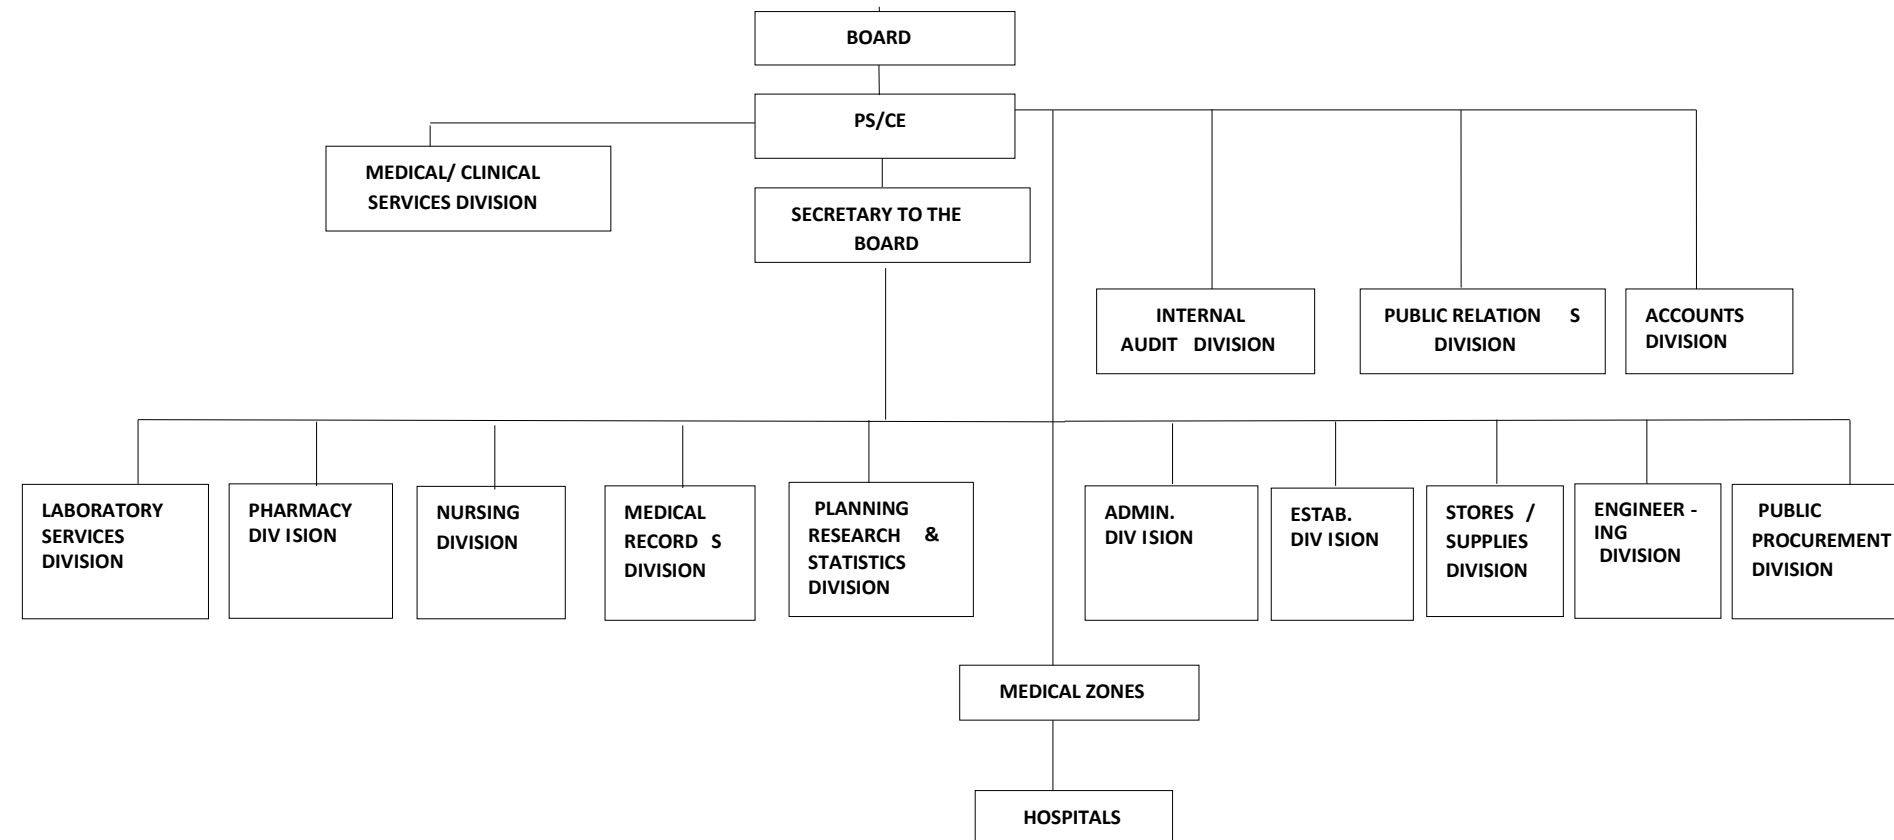 BOARD
PS/CE
MEDICAL/ CLINICAL
SERVICES DIVISION
SECRETARY TO THE
BOARD
INTERNAL
AUDIT DIVISION
PUBLIC RELATION S
DIVISION
ACCOUNTS
DIVISION
LABORATORY
SERVICES
DIVISION
PHARMACY
DIV ISION
NURSING
DIVISION
MEDICAL
RECORD S
DIVISION
PLANNING
RESEARCH &
STATISTICS
DIVISION
ADMIN.
DIV ISION
ESTAB.
DIV ISION
STORES /
SUPPLIES
DIVISION
ENGINEER -
ING
DIVISION
PUBLIC
PROCUREMENT
DIVISION
MEDICAL ZONES
HOSPITALS